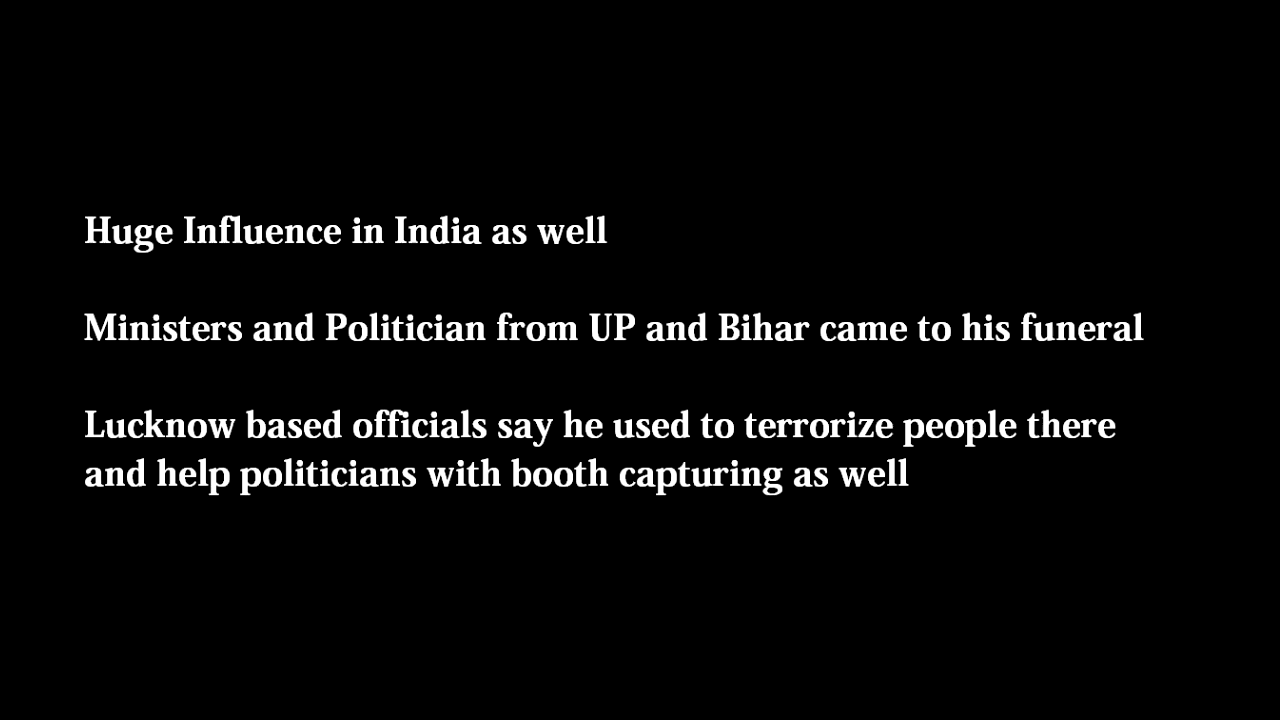 Huge Influence in India as well
Ministers and Politician from UP and Bihar came to his funeral
Lucknow based officials say he used to terrorize people there
and help politicians with booth capturing as well